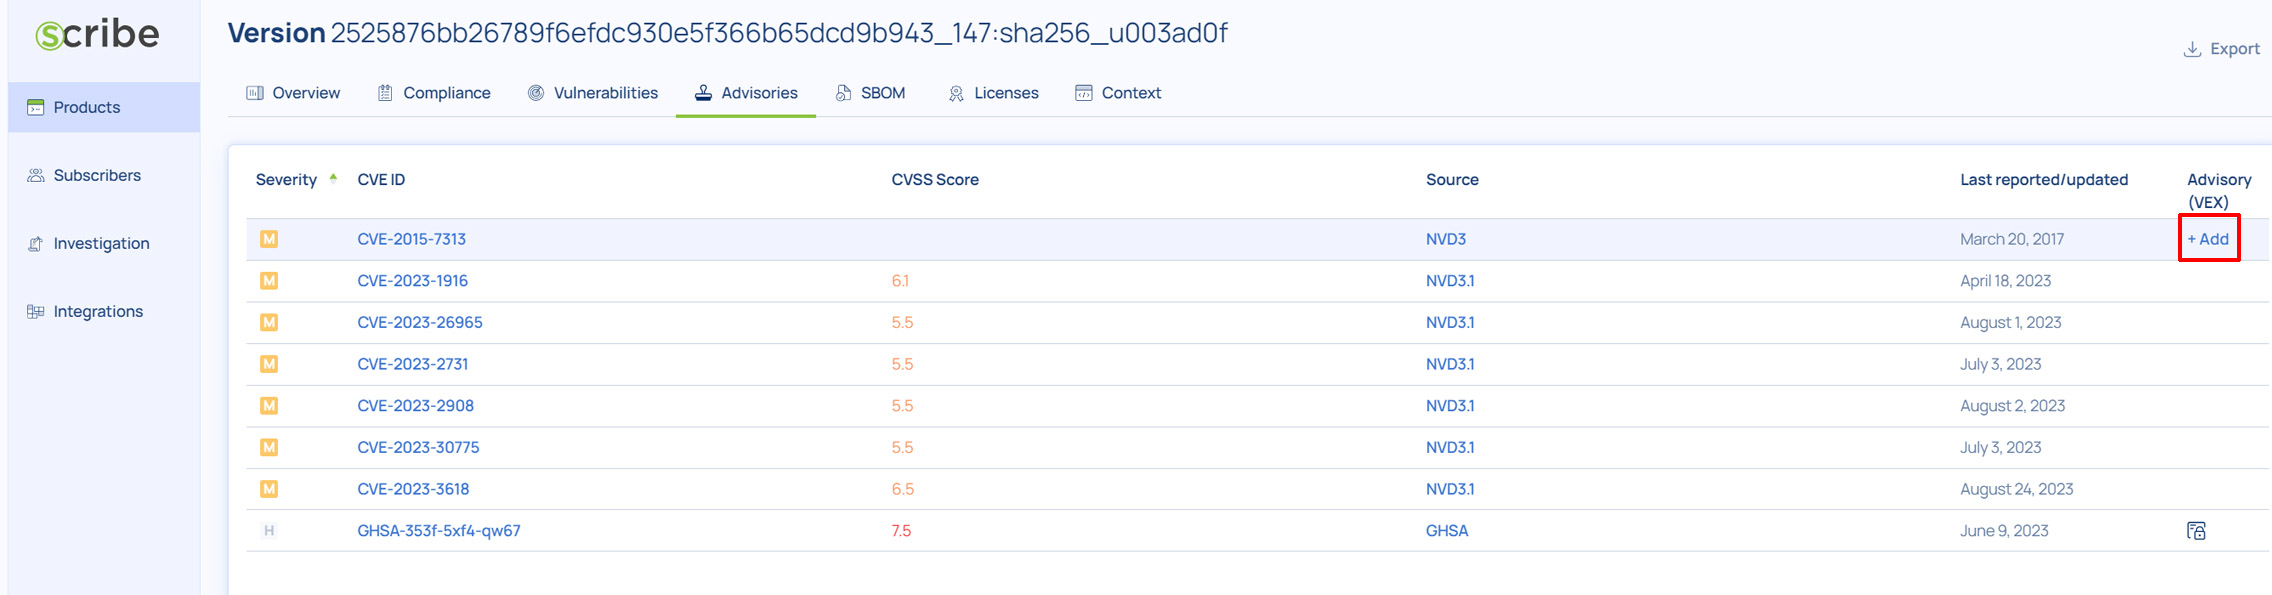 scribe
Version 2525876bb26789f6efdc930e5f366b65dcd9b943_147:sha256_u003ad0f
Export
Overview Compliance Vulnerabilities Advisories SBOM Licenses Context
Products
Subscribers
Investigation
Integrations
Severity CVE ID CVSS Score Source Last reported/updated Advisory
(VEX)
M CVE-2015-7313 NVD3 March 20, 2017 + Add
M CVE-2023-1916 6.1 NVD3.1 April 18, 2023
M CVE-2023-26965 5.5 NVD3.1 August 1, 2023
M CVE-2023-2731 5.5 NVD3.1 July 3, 2023
M CVE-2023-2908 5.5 NVD3.1 August 2, 2023
M CVE-2023-30775 5.5 NVD3.1 July 3, 2023
M CVE-2023-3618 6.5 NVD3.1 August 24, 2023
H GHSA-353f-5xf4-qw67 7.5 GHSA June 9, 2023